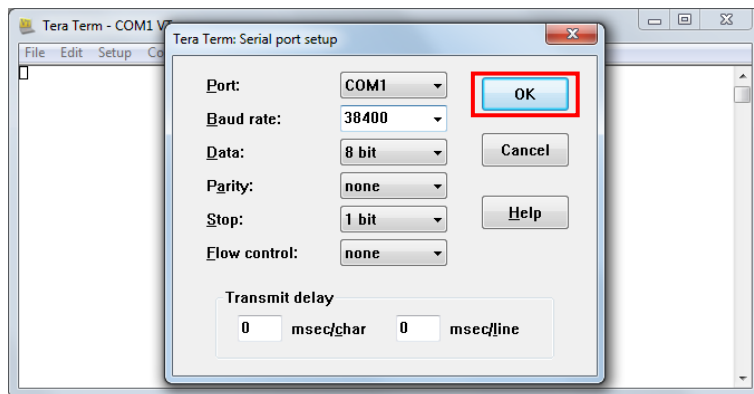 Tera Term - COM1 VT
File Edit Setup Co
Tera Term: Serial port setup
Port: COM1
OK
Baud rate: 38400
Data: 8 bit
Cancel
Parity: none
Stop: 1 bit
Help
Flow control: none
Transmit delay
0 msec/char 0 msec/line